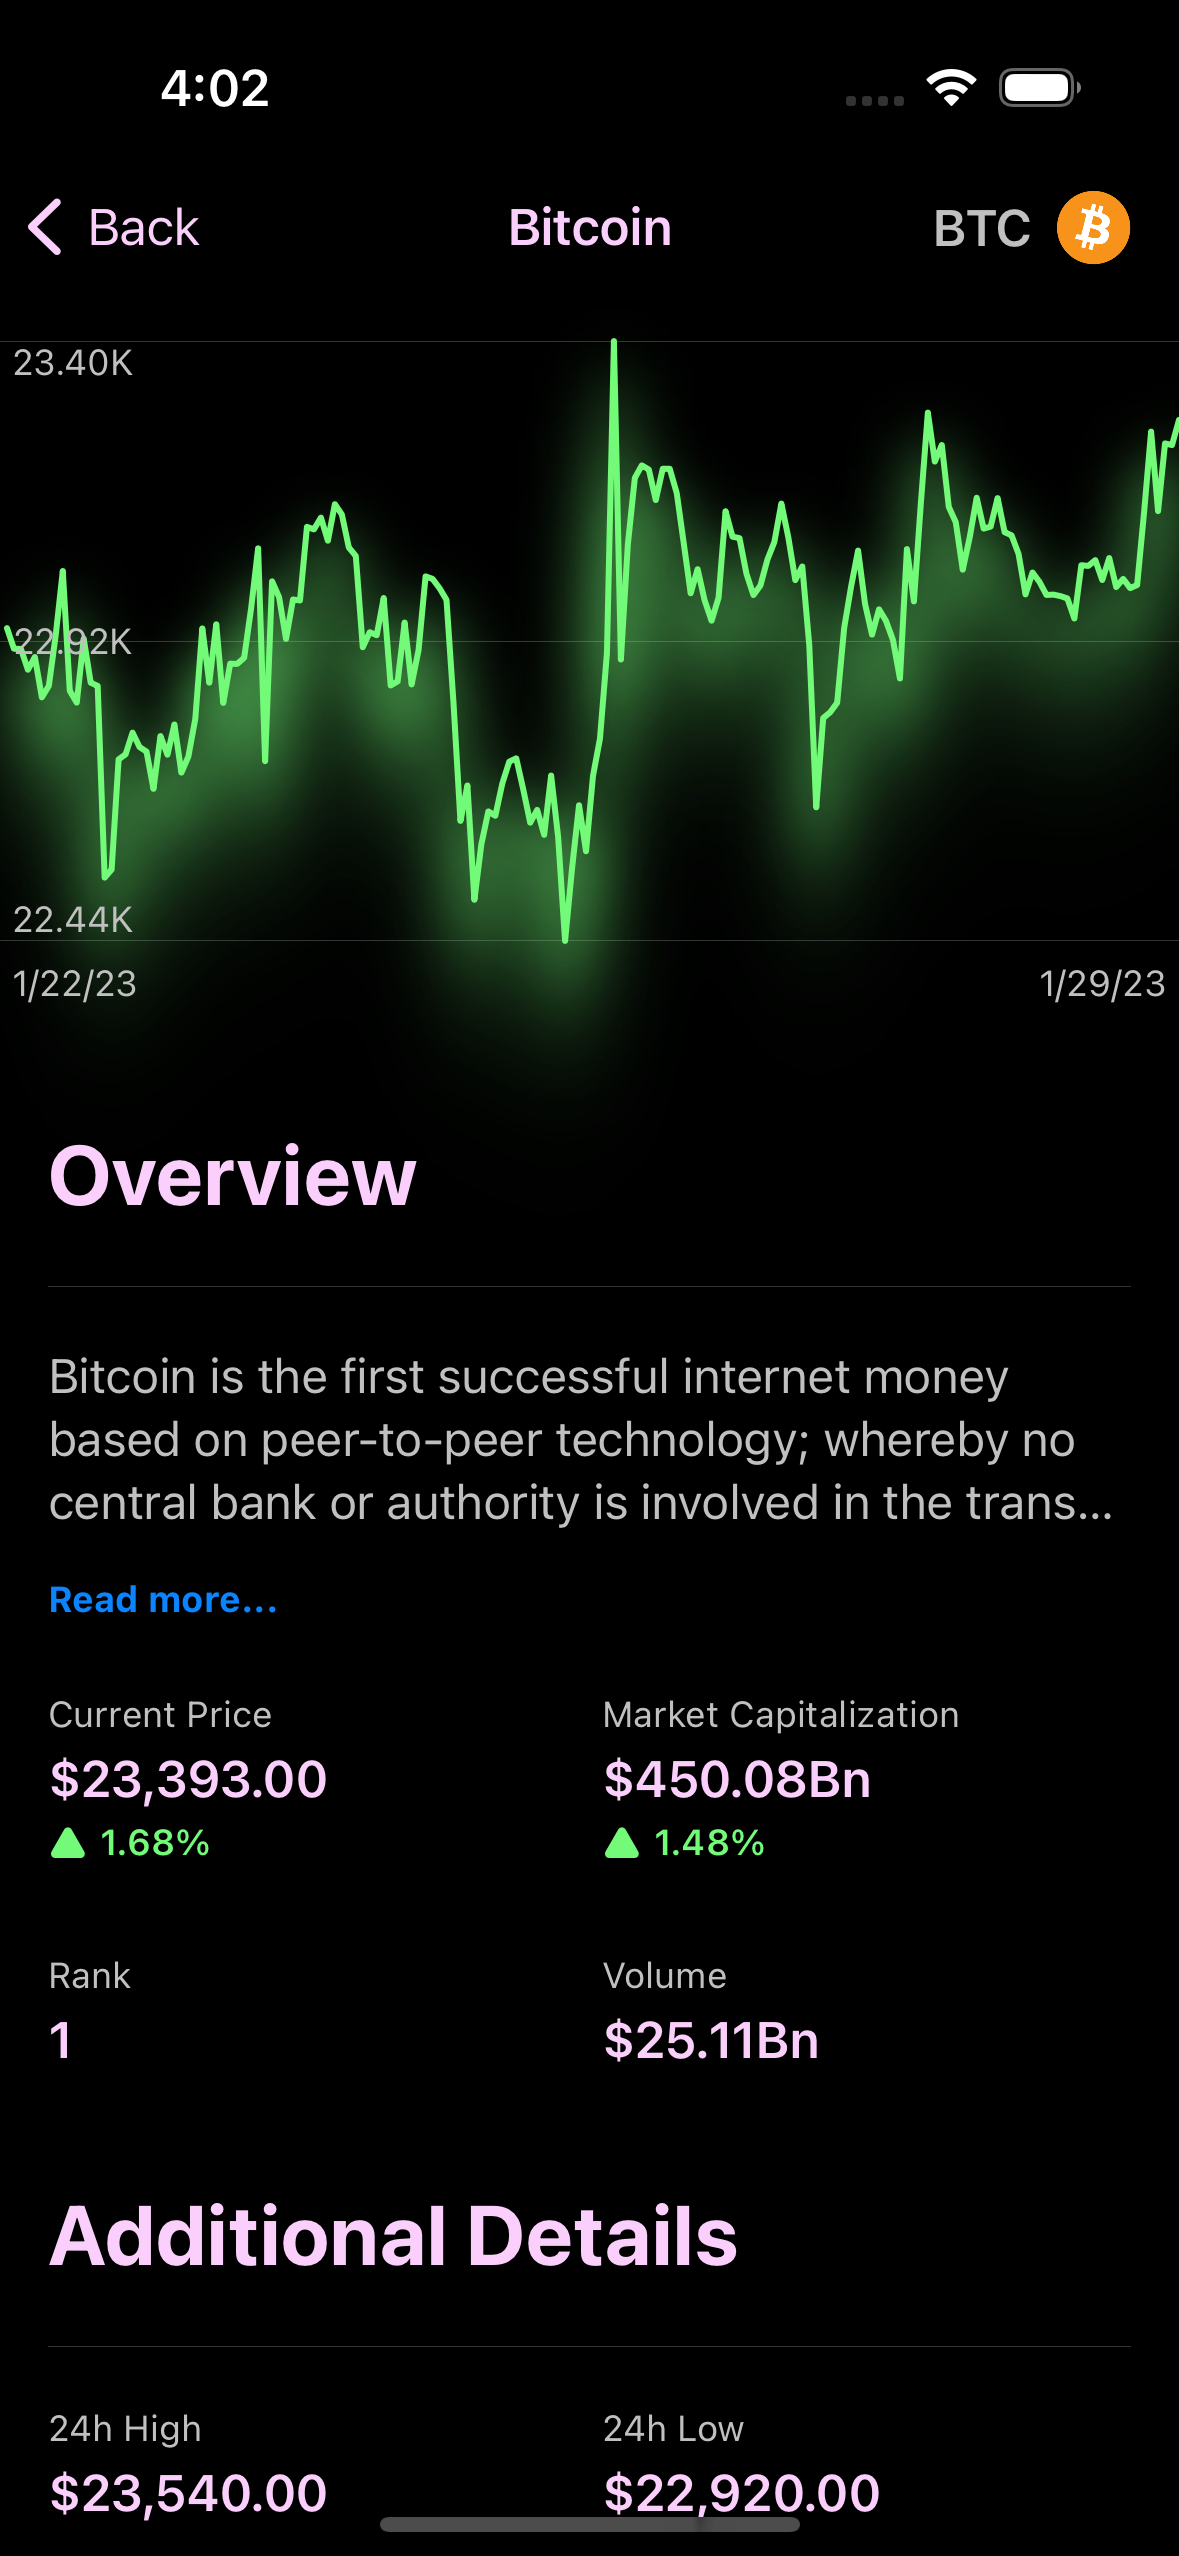 4:02
Back
Bitcoin
BTC
23.40K
22.92K
22.44K
1/22/23
1/29/23
Overview
Bitcoin is the first successful internet money
based on peer-to-peer technology; whereby no
central bank or authority is involved in the trans...
Read more...
Current Price
Market Capitalization
$23,393.00
$450.08Bn
1.68%
1.48%
Rank
Volume
1
$25.11Bn
Additional Details
24h High
24h Low
$23,540.00
$22,920.00